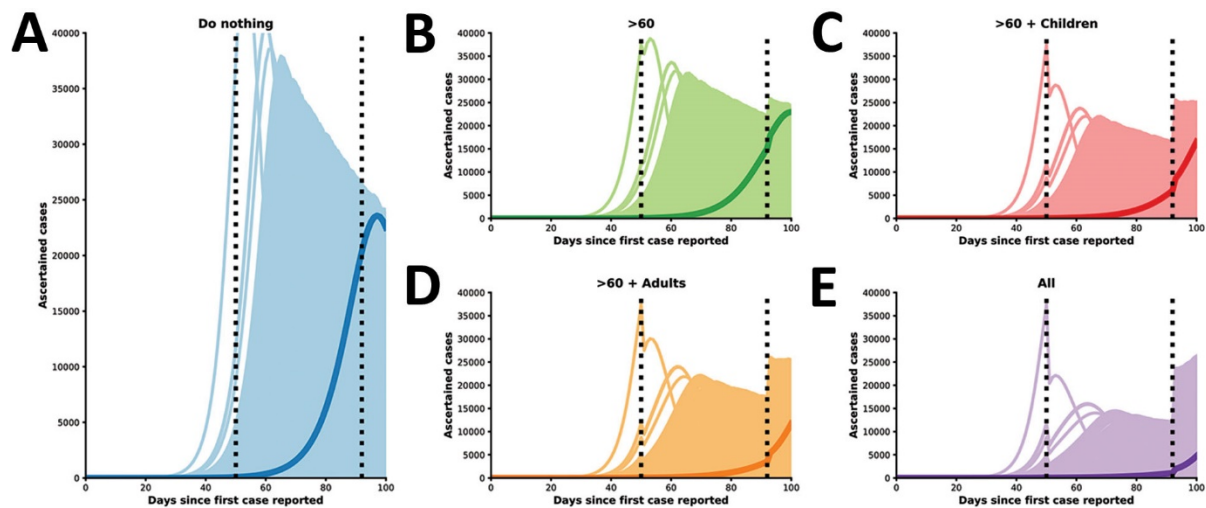 A
Do nothing
40000
35000
30000
25000
20000
15000
10000
5000
0
0 20 40 60 80 100
Ascertained cases
Days since first case reported
B
>60
40000
35000
30000
25000
20000
15000
10000
5000
0
0 20 40 60 80 100
Ascertained cases
Days since first case reported
C
>60 + Children
40000
35000
30000
25000
20000
15000
10000
5000
0
0 20 40 60 80 100
Ascertained cases
Days since first case reported
D
>60 + Adults
40000
35000
30000
25000
20000
15000
10000
5000
0
0 20 40 60 80 100
Ascertained cases
Days since first case reported
E
All
40000
35000
30000
25000
20000
15000
10000
5000
0
0 20 40 60 80 100
Ascertained cases
Days since first case reported